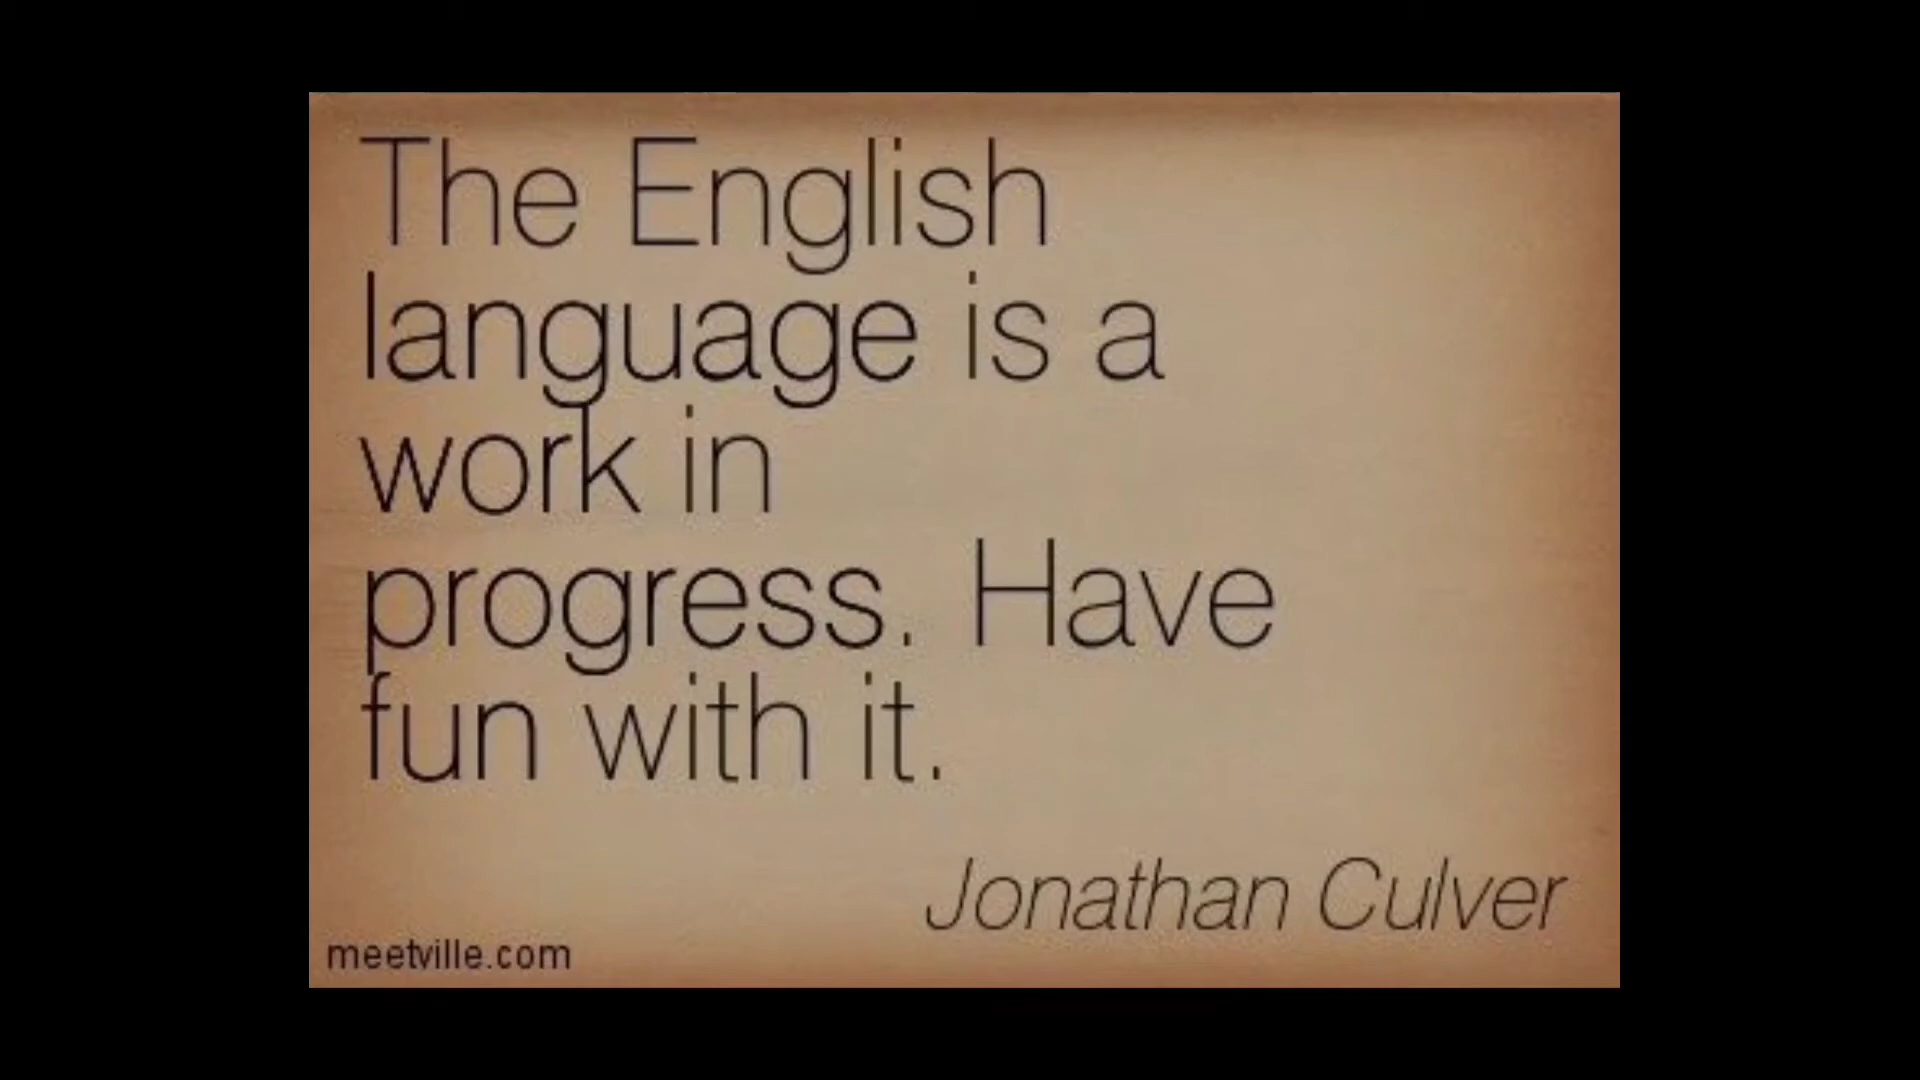 The English
language is a
work in
progress. Have
fun with it.
Jonathan Culver
meetville.com